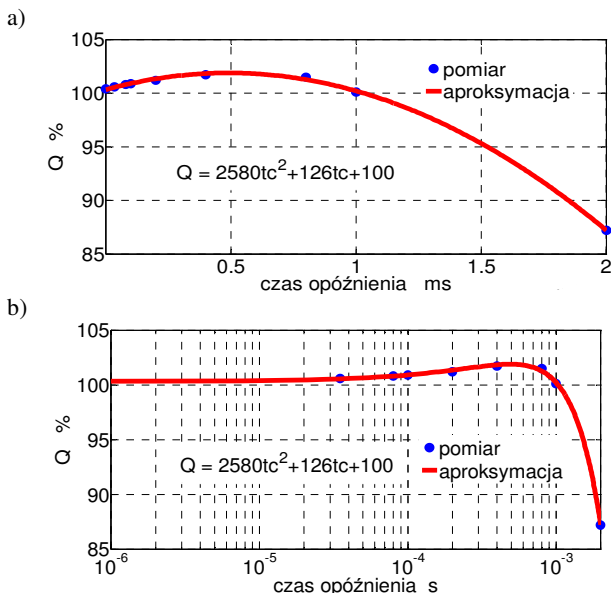 a)
105
100
95
90
85
Q %
pomiar
aproksymacja
Q = 2580tc²+126tc+100
0.5
1
1.5
2
czas opóźnienia ms
b)
105
100
95
90
85
Q %
pomiar
aproksymacja
Q = 2580tc²+126tc+100
10⁻⁶
10⁻⁵
10⁻⁴
10⁻³
czas opóźnienia s